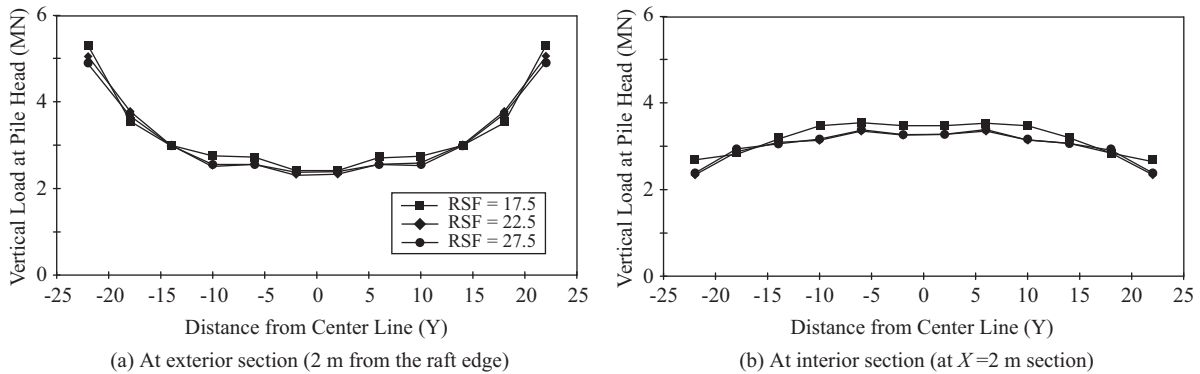 Vertical Load at Pile Head (MN)
6
4
2
0
-25 -20 -15 -10 -5 0 5 10 15 20 25
RSF = 17.5
RSF = 22.5
RSF = 27.5
Distance from Center Line (Y)
(a) At exterior section (2 m from the raft edge)
Vertical Load at Pile Head (MN)
6
4
2
0
-25 -20 -15 -10 -5 0 5 10 15 20 25
Distance from Center Line (Y)
(b) At interior section (at X =2 m section)